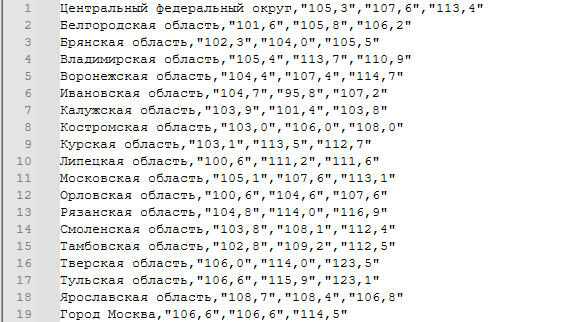 1 Центральный федеральный округ,"105,3","107,6","113,4"
2 Белгородская область,"101,6","105,8","106,2"
3 Брянская область,"102,3","104,0","105,5"
4 Владимирская область,"105,4","113,7","110,9"
5 Воронежская область,"104,4","107,4","114,7"
6 Ивановская область,"104,7","95,8","107,2"
7 Калужская область,"103,9","101,4","103,8"
8 Костромская область,"103,0","106,0","108,0"
9 Курская область,"103,1","113,5","112,7"
10 Липецкая область,"100,6","111,2","111,6"
11 Московская область,"105,1","107,6","113,1"
12 Орловская область,"100,6","104,6","107,6"
13 Рязанская область,"104,8","114,0","116,9"
14 Смоленская область,"103,8","108,1","112,4"
15 Тамбовская область,"102,8","109,2","112,5"
16 Тверская область,"106,0","114,0","123,5"
17 Тульская область,"106,6","115,9","123,1"
18 Ярославская область,"108,7","108,4","106,8"
19 Город Москва,"106,6","106,6","114,5"